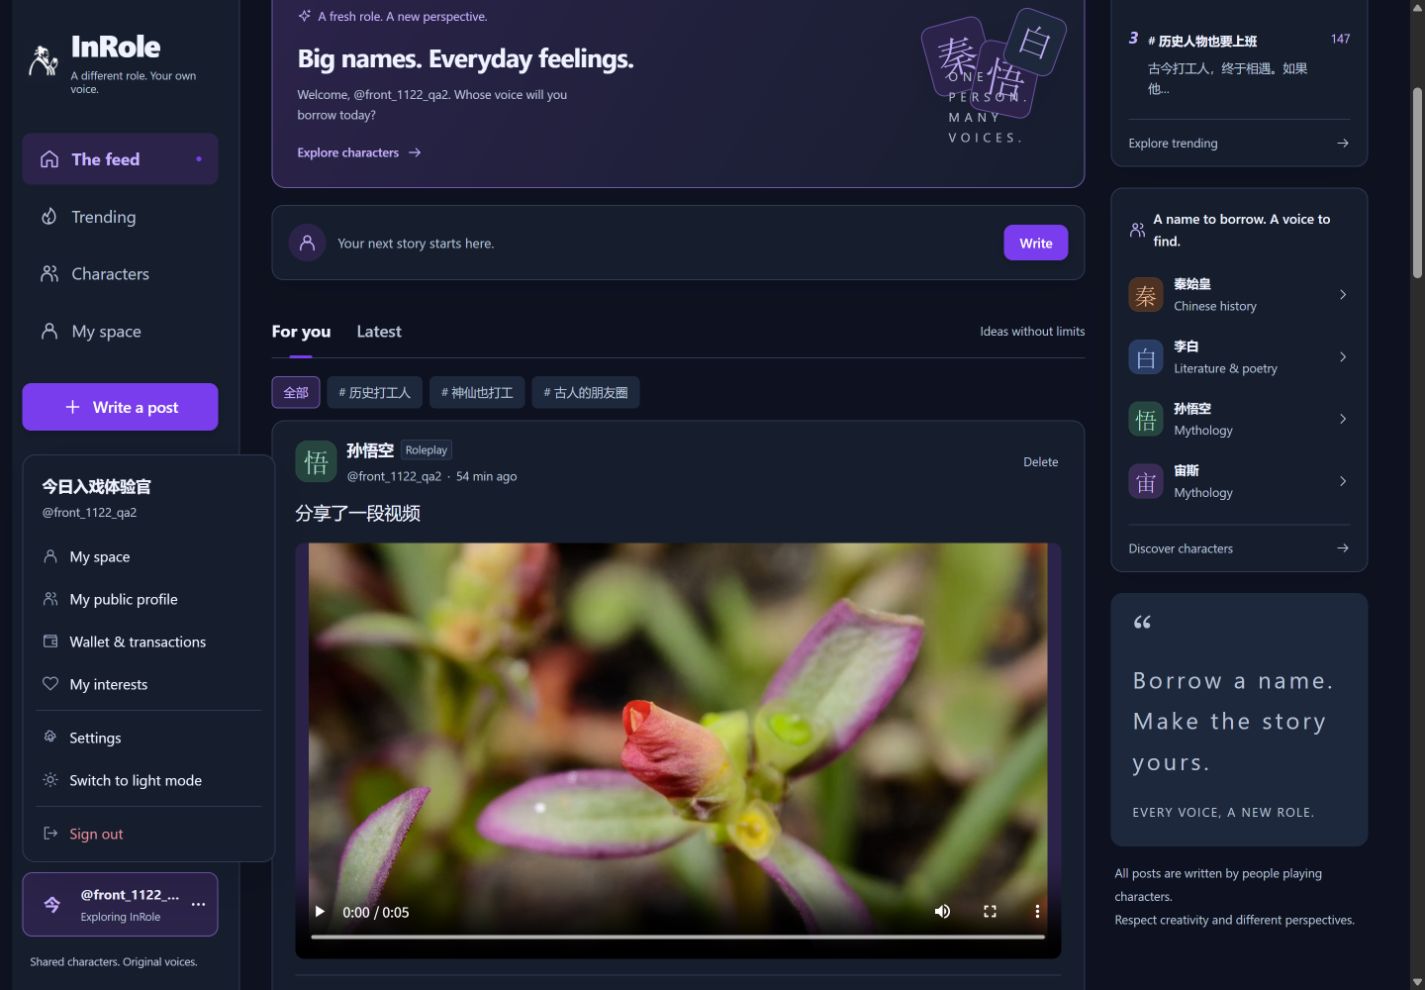 InRole
A different role. Your own
voice.
The feed
Trending
Characters
My space
Write a post
今日入戏体验官
@front_1122_qa2
My space
My public profile
Wallet & transactions
My interests
Settings
Switch to light mode
Sign out
今
@front_1122_...
Exploring InRole
Shared characters. Original voices.
A fresh role. A new perspective.
Big names. Everyday feelings.
Welcome, @front_1122_qa2. Whose voice will you
borrow today?
Explore characters
秦
悟
白
ONE
PERSON.
MANY
VOICES.
Your next story starts here.
Write
For you
Latest
Ideas without limits
全部
# 历史打工人
# 神仙也打工
# 古人的朋友圈
悟
孙悟空
Roleplay
@front_1122_qa2 · 54 min ago
Delete
分享了一段视频
0:00 / 0:05
3 # 历史人物也要上班 147
古今打工人，终于相遇。如果
他...
Explore trending
A name to borrow. A voice to
find.
秦
秦始皇
Chinese history
白
李白
Literature & poetry
悟
孙悟空
Mythology
宙
宙斯
Mythology
Discover characters
“
Borrow a name.
Make the story
yours.
EVERY VOICE, A NEW ROLE.
All posts are written by people playing
characters.
Respect creativity and different perspectives.